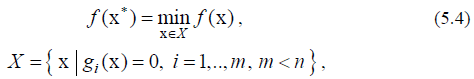 f(x*) = min f(x), (5.4)
x∈X
X = { x | gᵢ(x) = 0, i = 1,.., m, m < n },